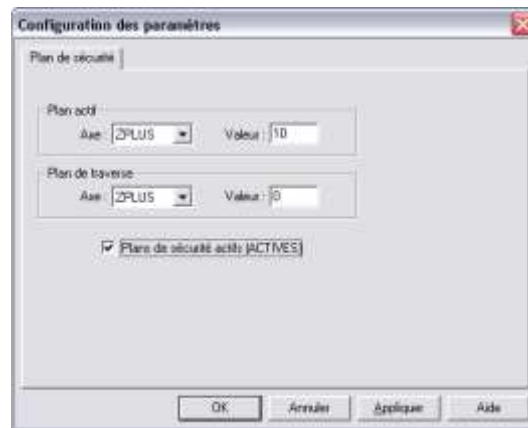 Configuration des paramètres
Plan de sécurité
Plan actif
Axe : ZPLUS Valeur : 10
Plan de traverse
Axe : ZPLUS Valeur : 0
Plans de sécurité actifs (ACTIVES)
OK Annuler Appliquer Aide